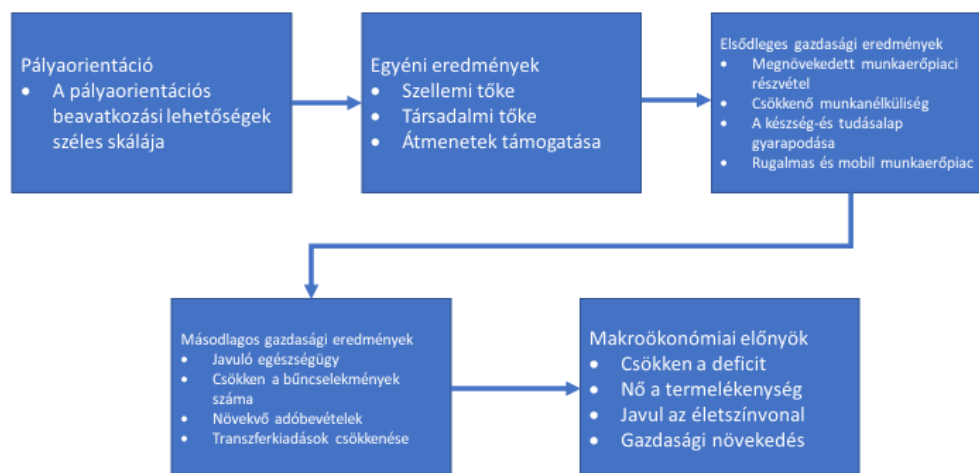 Pályaorientáció
• A pályaorientációs
beavatkozási lehetőségek
széles skálája
Egyéni eredmények
• Szellemi tőke
• Társadalmi tőke
• Átmenetek támogatása
Elsődleges gazdasági eredmények
• Megnövekedett munkaerőpiaci
részvétel
• Csökkenő munkanélküliség
• A készség-és tudásalap
gyarapodása
• Rugalmas és mobil munkaerőpiac
Másodlagos gazdasági eredmények
• Javuló egészségügy
• Csökken a bűncselekmények
száma
• Növekvő adóbevételek
• Transzferkiadások csökkenése
Makroökonómiai előnyök
• Csökken a deficit
• Nő a termelékenység
• Javul az életszínvonal
• Gazdasági növekedés